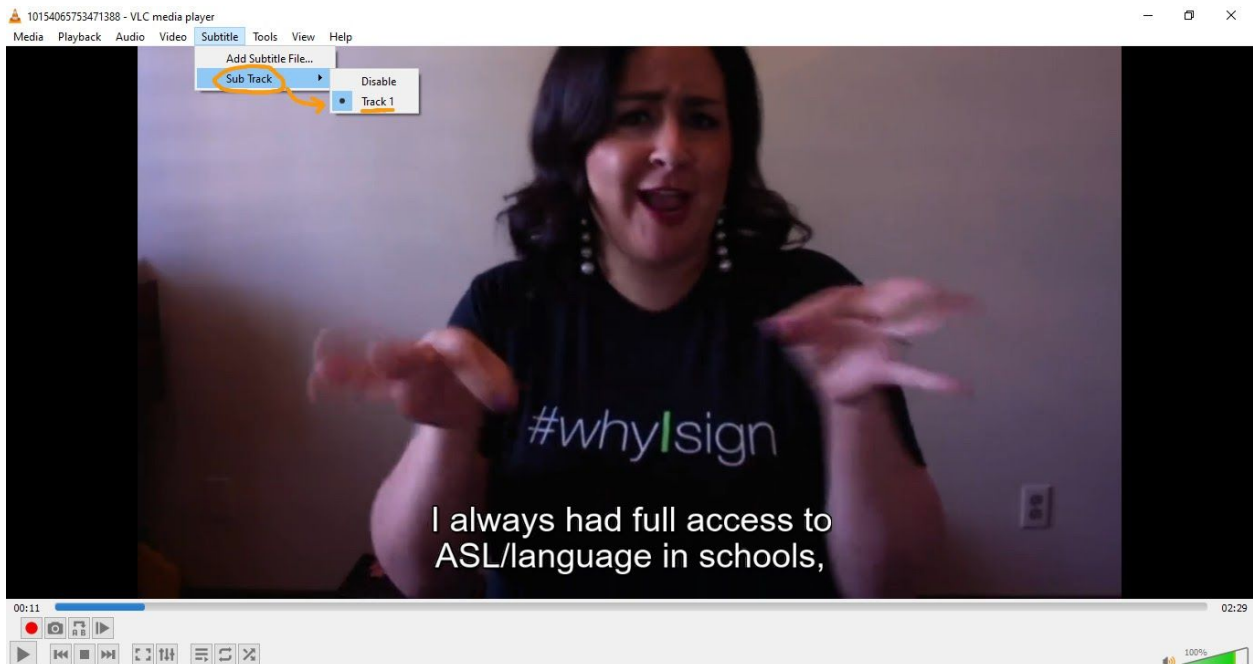 10154065753471388 - VLC media player
Media Playback Audio Video Subtitle Tools View Help
Add Subtitle File...
Sub Track
Disable
Track 1
#whyIsign
I always had full access to
ASL/language in schools,
00:11 02:29
A B
100%